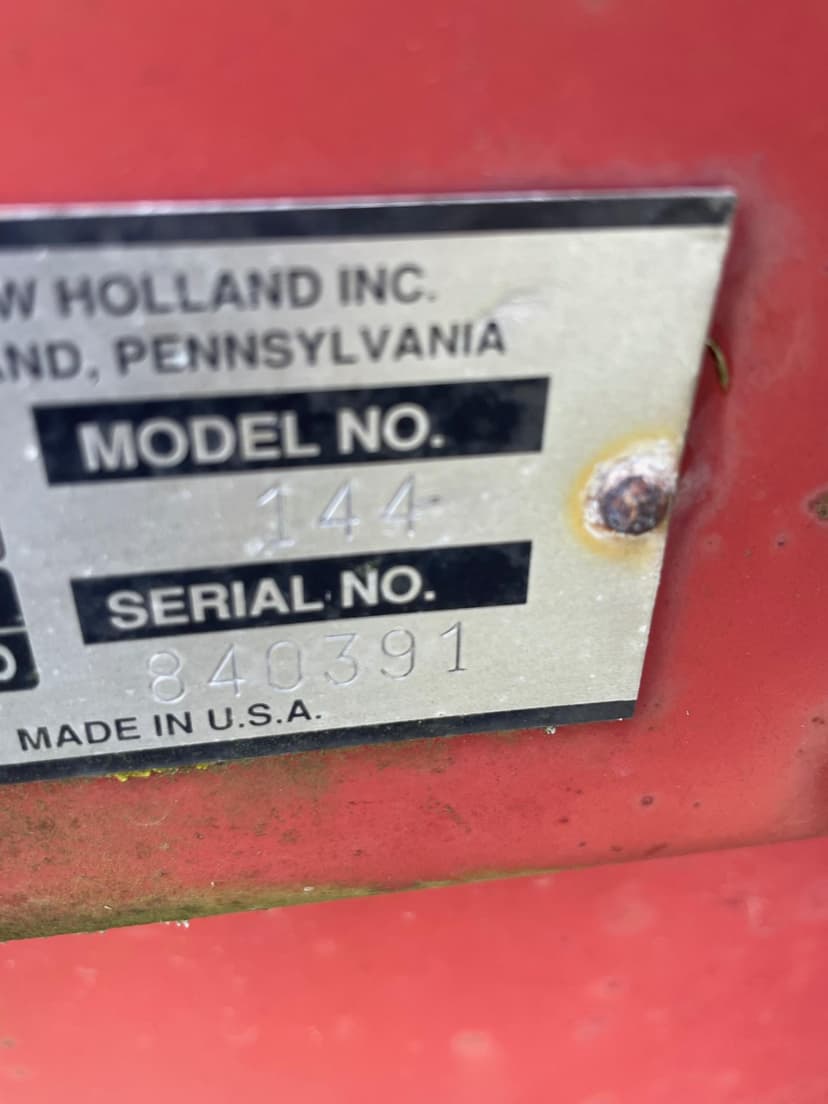 W HOLLAND INC.
AND, PENNSYLVANIA
MODEL NO.
144
SERIAL NO.
840391
MADE IN U.S.A.